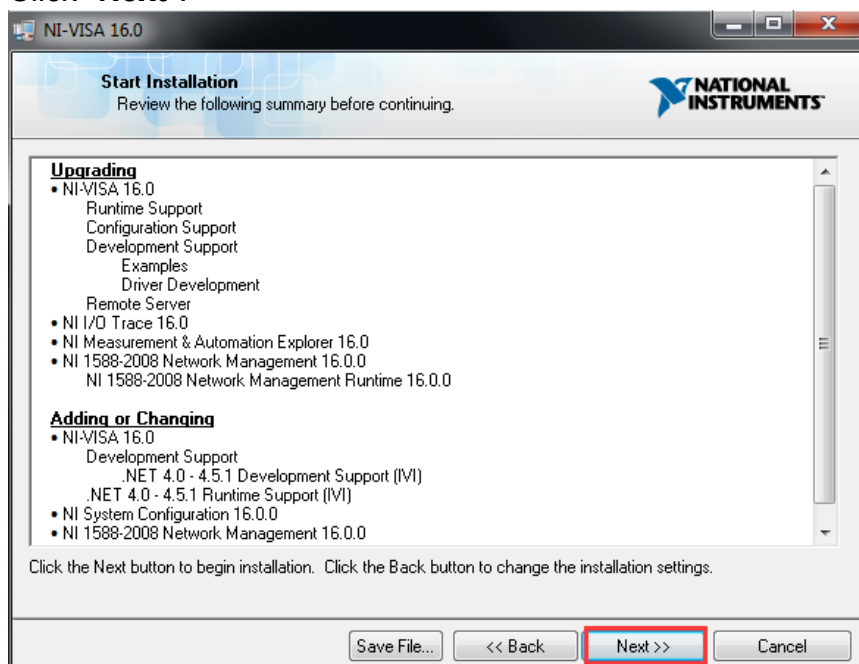 Click "Next".
NI-VISA 16.0
Start Installation
Review the following summary before continuing.
NATIONAL
INSTRUMENTS
Upgrading
• NI-VISA 16.0
Runtime Support
Configuration Support
Development Support
Examples
Driver Development
Remote Server
• NI I/O Trace 16.0
• NI Measurement & Automation Explorer 16.0
• NI 1588-2008 Network Management 16.0.0
NI 1588-2008 Network Management Runtime 16.0.0
Adding or Changing
• NI-VISA 16.0
Development Support
.NET 4.0 - 4.5.1 Development Support (IVI)
.NET 4.0 - 4.5.1 Runtime Support (IVI)
• NI System Configuration 16.0.0
• NI 1588-2008 Network Management 16.0.0
Click the Next button to begin installation. Click the Back button to change the installation settings.
Save File... << Back Next >> Cancel